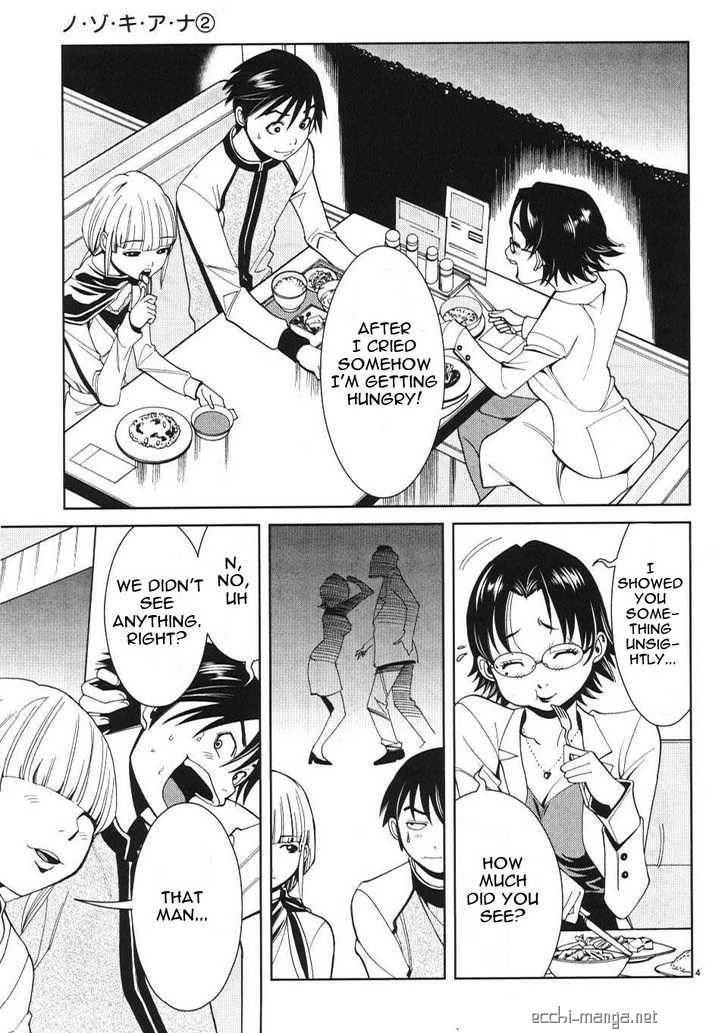 ノ・ゾ・キ・ア・ナ②
AFTER
I CRIED
SOMEHOW
I'M GETTING
HUNGRY!
I
SHOWED
YOU
SOME-
THING
UNSIG-
HTLY...
HOW
MUCH
DID YOU
SEE?
N,
NO,
UH
WE DIDN'T
SEE
ANYTHING,
RIGHT?
THAT
MAN...
4
ecchi-manga.net